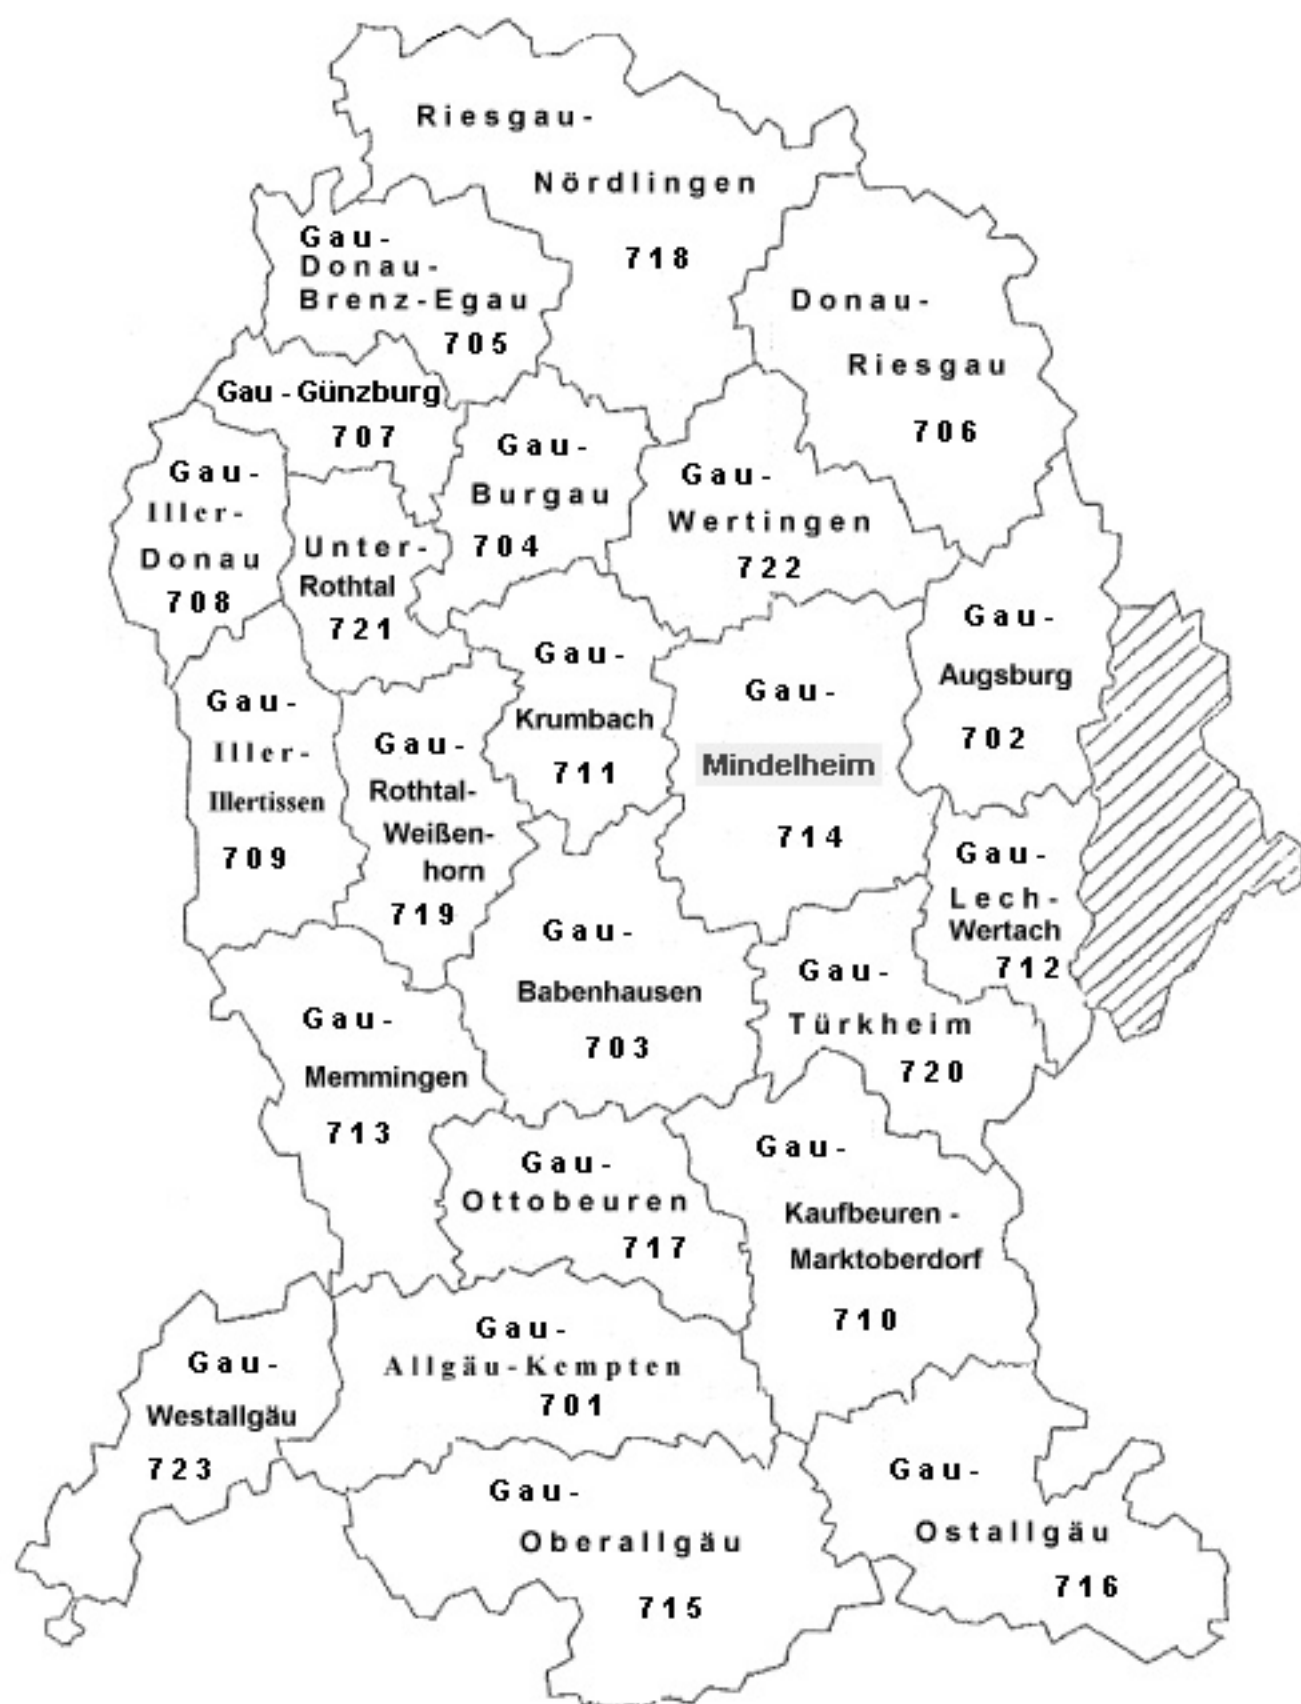 Riesgau-
Nördlingen
718
Gau-
Donau-
Brenz-Egau
705
Donau-
Riesgau
706
Gau-Günzburg
707
Gau-
Burgau
704
Gau-
Wertingen
722
Gau-
Iller-
Donau
708
Unter-
Rothtal
721
Gau-
Krumbach
711
Gau-
Mindelheim
714
Gau-
Augsburg
702
Gau-
Iller-
Illertissen
709
Gau-
Rothtal-
Weißen-
horn
719
Gau-
Lech-
Wertach
712
Gau-
Babenhausen
703
Gau-
Türkheim
720
Gau-
Memmingen
713
Gau-
Ottobeuren
717
Gau-
Kaufbeuren-
Marktoberdorf
710
Gau-
Westallgäu
723
Gau-
Allgäu-Kempten
701
Gau-
Oberallgäu
715
Gau-
Ostallgäu
716